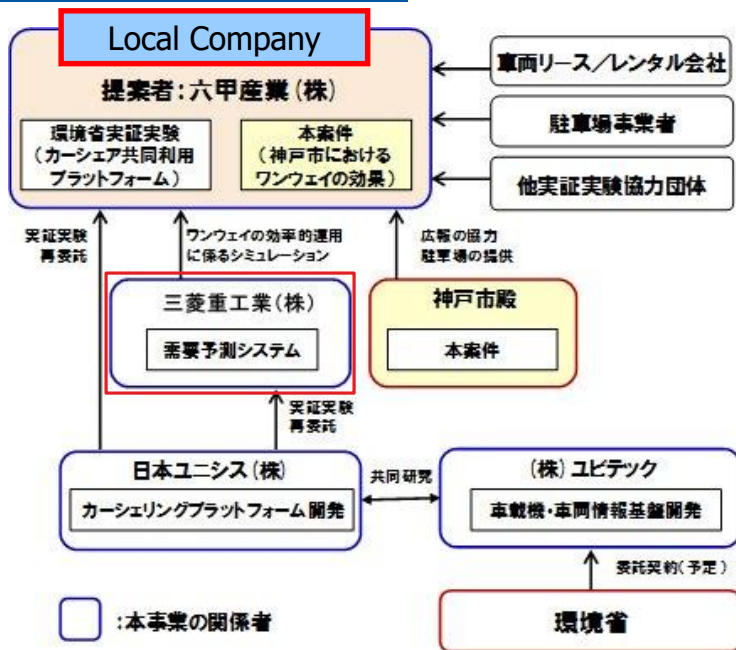 Local Company
提案者：六甲産業（株）
環境省実証実験
（カーシェア共同利用
プラットフォーム）
本案件
（神戸市における
ワンウェイの効果）
車両リース／レンタル会社
駐車場事業者
他実証実験協力団体
実証実験
再委託
ワンウェイの効率的運用
に係るシミュレーション
広報の協力
駐車場の提供
三菱重工業（株）
需要予測システム
神戸市殿
本案件
実証実験
再委託
日本ユニシス（株）
カーシェリングプラットフォーム開発
共同研究
（株）ユビテック
車載機・車両情報基盤開発
委託契約（予定）
：本事業の関係者
環境省